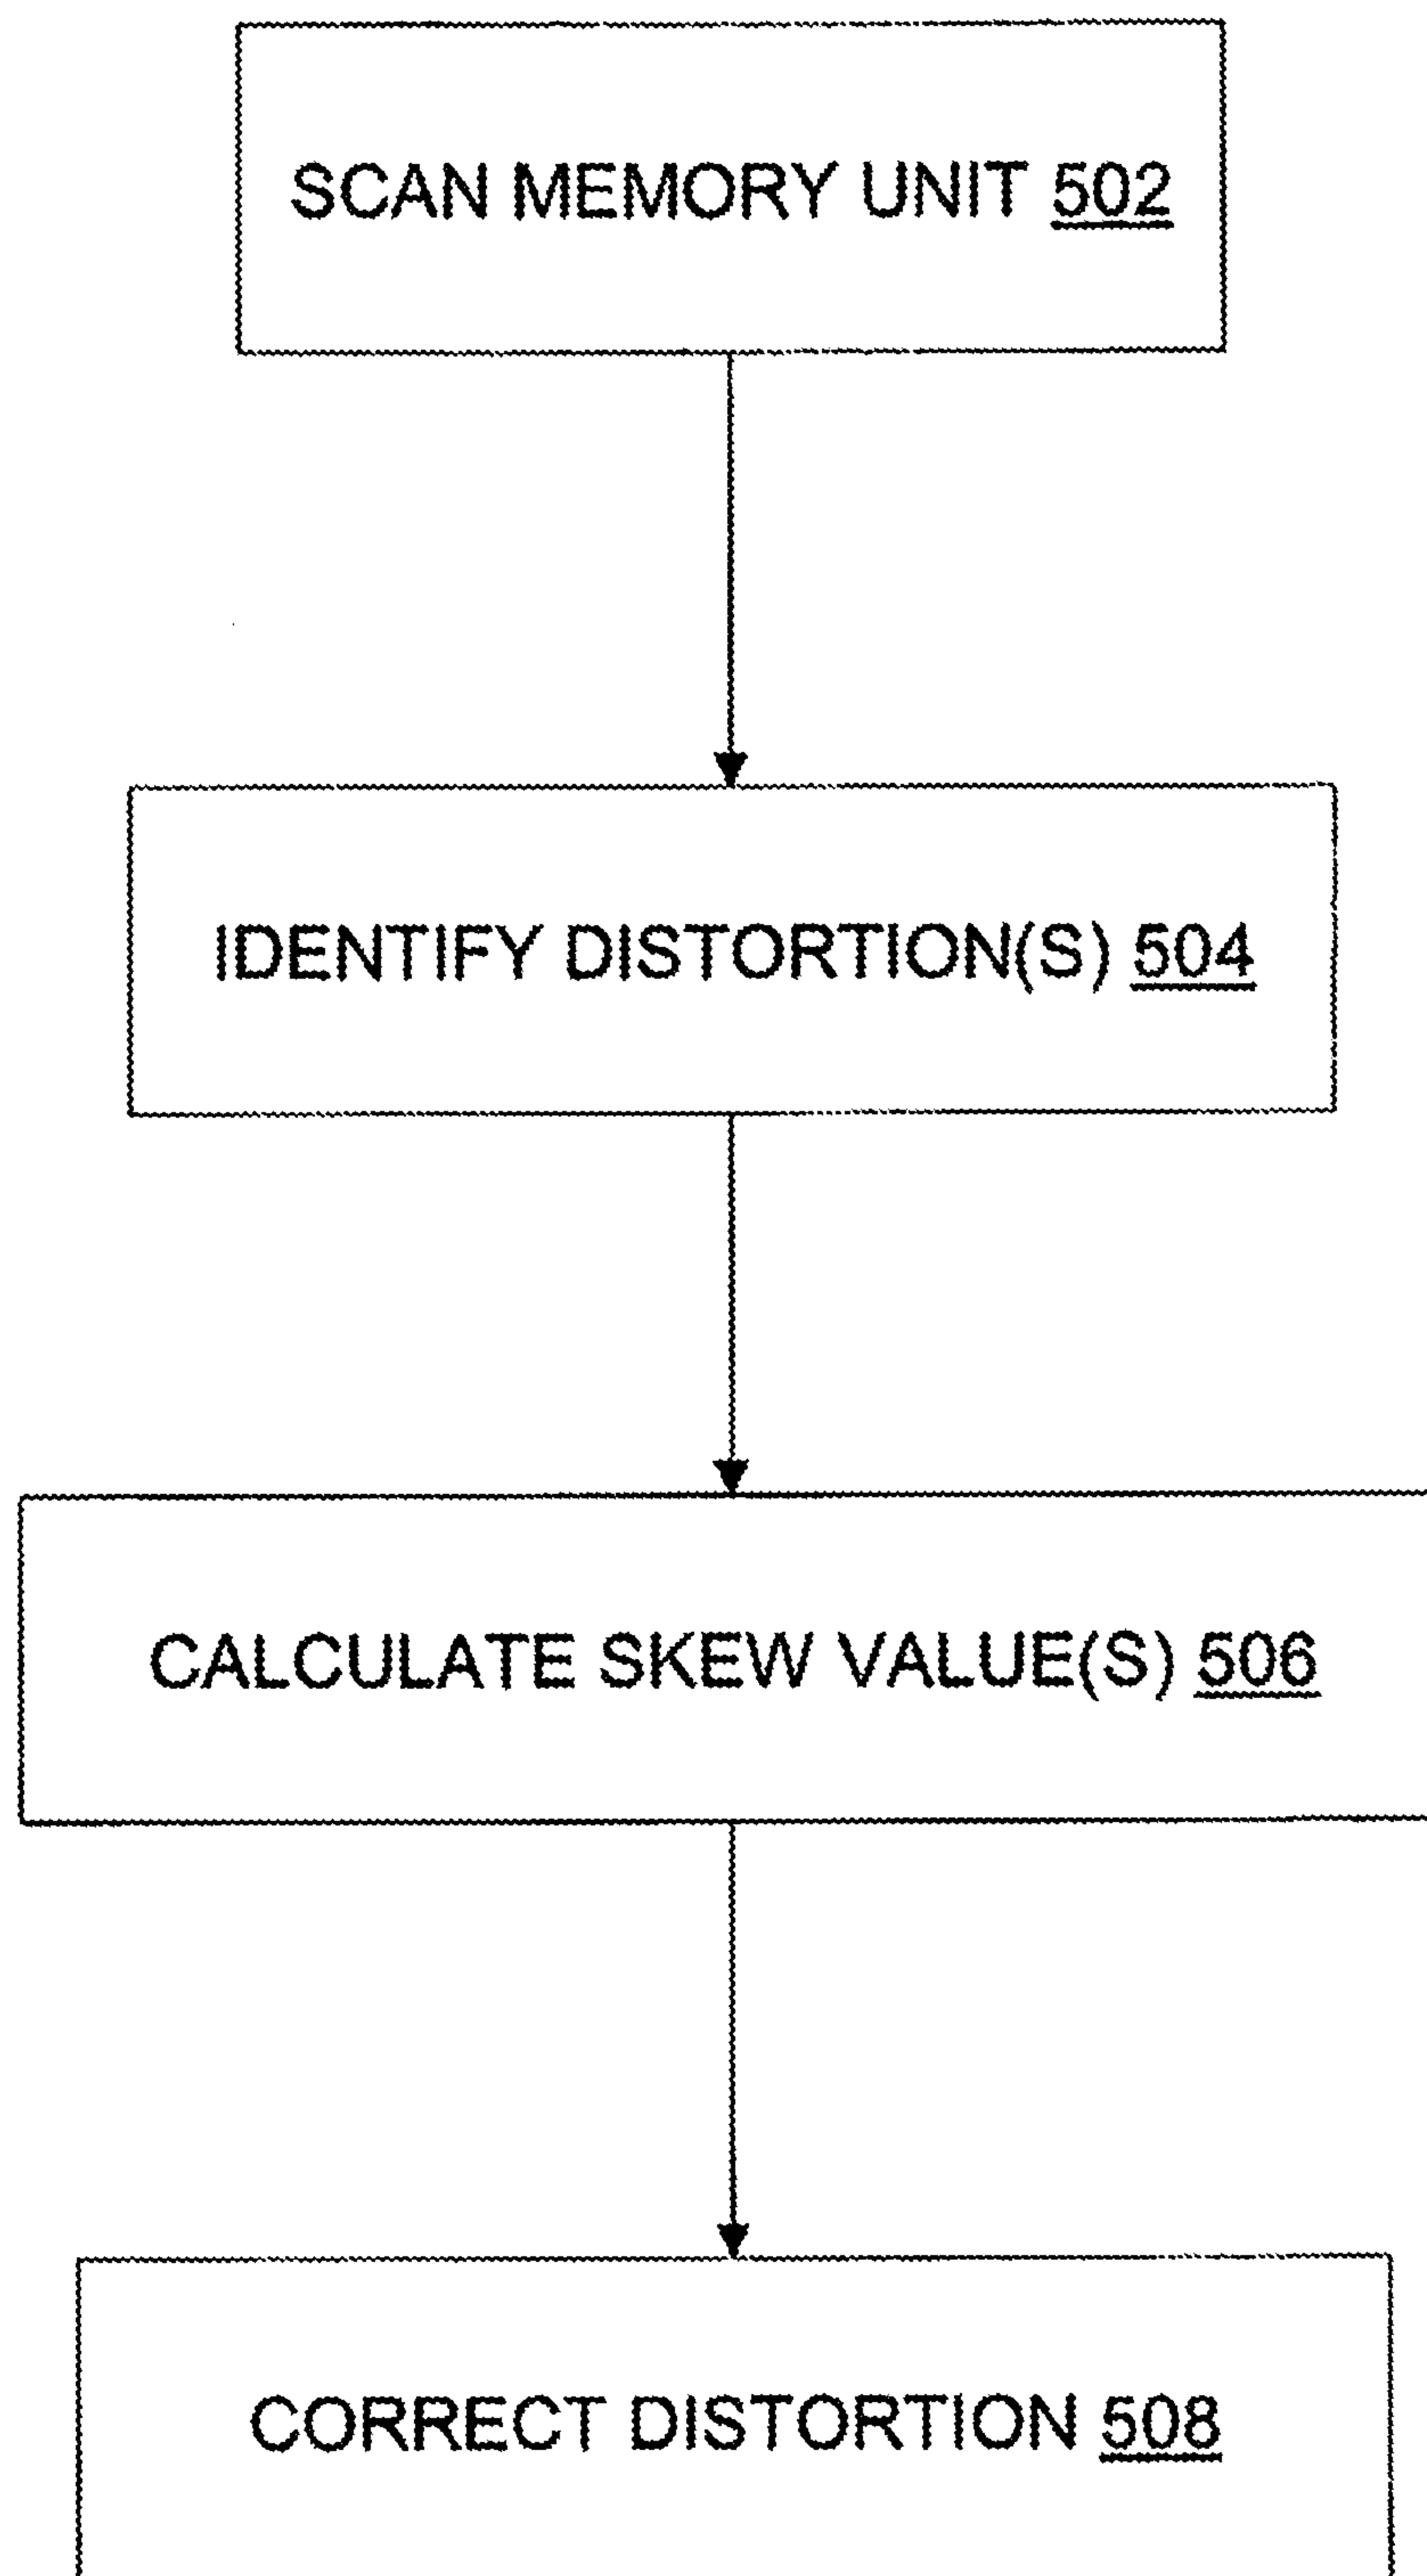 SCAN MEMORY UNIT 502
IDENTIFY DISTORTION(S) 504
CALCULATE SKEW VALUE(S) 506
CORRECT DISTORTION 508